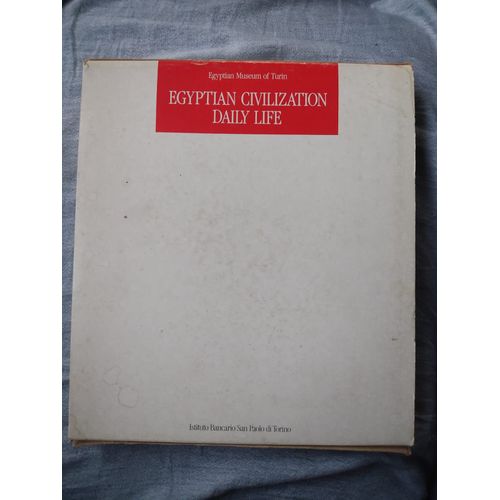 Egyptian Museum of Turin
EGYPTIAN CIVILIZATION
DAILY LIFE
Istituto Bancario San Paolo di Torino